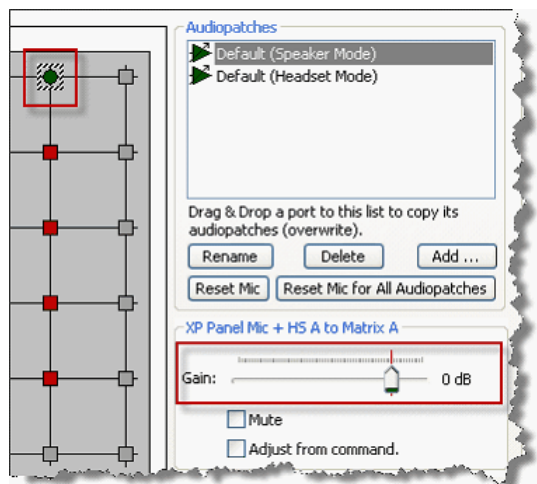 Audiopatches
Default (Speaker Mode)
Default (Headset Mode)
Drag & Drop a port to this list to copy its
audiopatches (overwrite).
Rename Delete Add ...
Reset Mic Reset Mic for All Audiopatches
XP Panel Mic + HS A to Matrix A
Gain: 0 dB
Mute
Adjust from command.